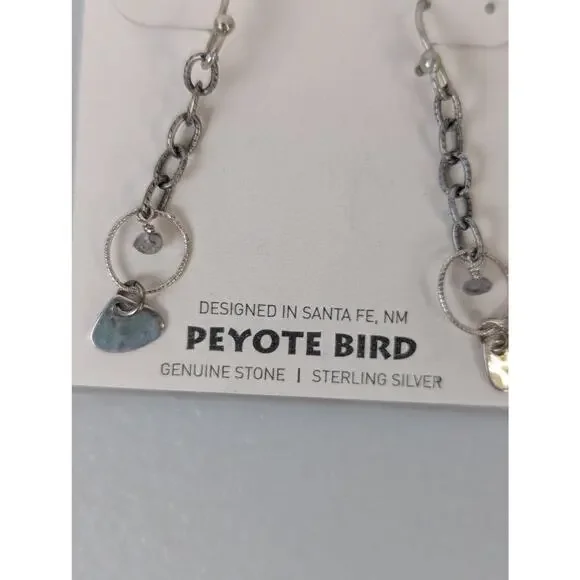 DESIGNED IN SANTA FE, NM
PEYOTE BIRD
GENUINE STONE | STERLING SILVER